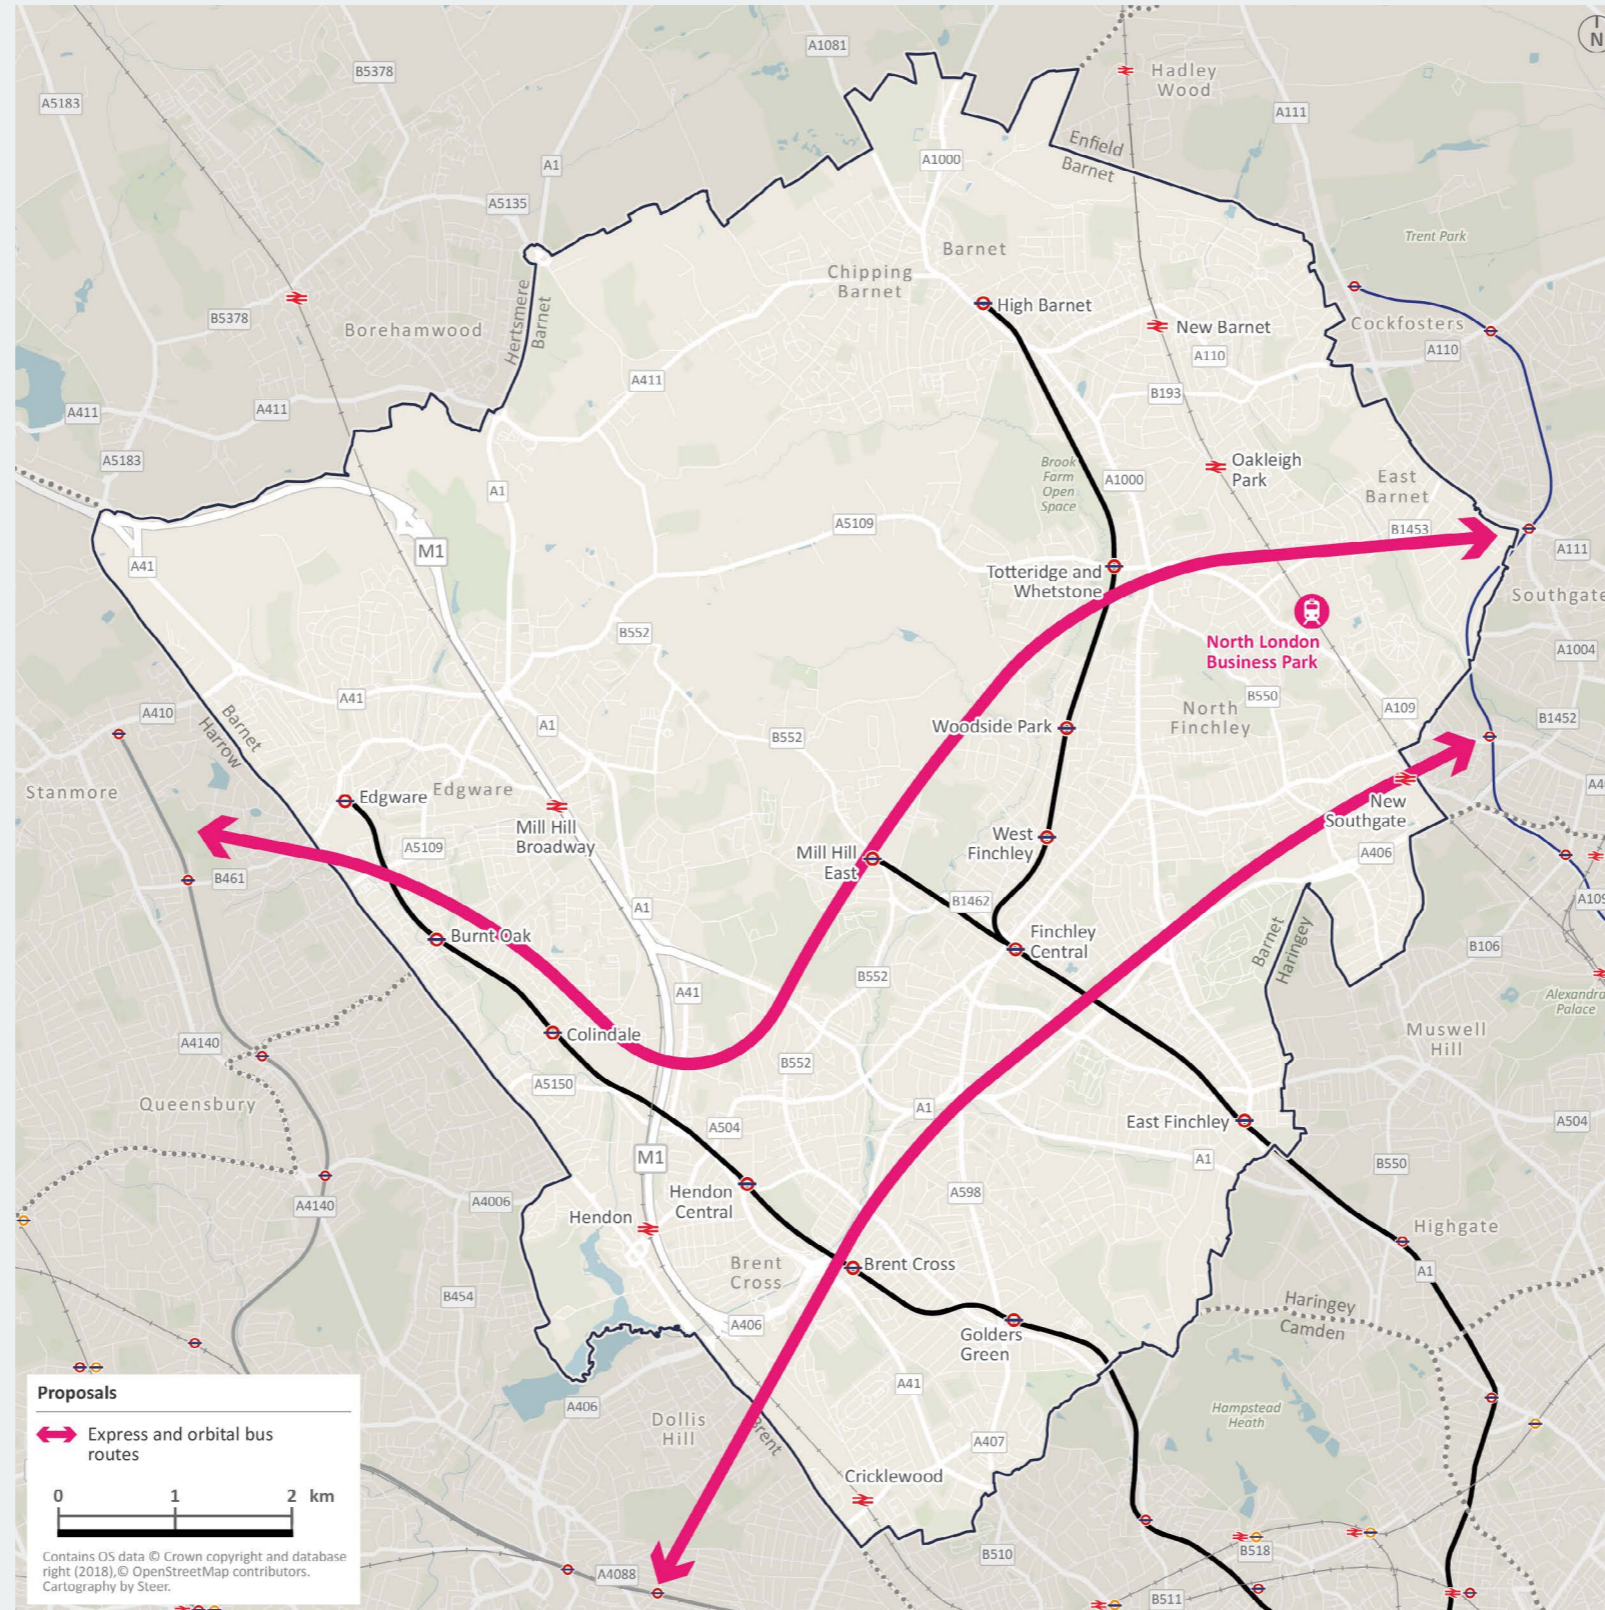 A1081
B5378
A5183
Hadley
Wood
N
A111
A1
A1000
Enfield
Barnet
A5135
Trent Park
Barnet
Chipping
Barnet
Hertsmere
Barnet
High Barnet
B5378
Borehamwood
New Barnet
Cockfosters
A110
A110
A411
B193
A411
A411
A5183
Oakleigh
Park
Brook
Farm
Open
Space
A1000
East
Barnet
A1
A5109
B1453
M1
A111
A41
Totteridge and
Whetstone
Southgate
B552
North London
Business Park
A1004
A41
B550
A410
Barnet
Harrow
A109
North
Finchley
B1452
A1
Woodside Park
B552
Stanmore
Edgware
Edgware
New
Southgate
Mill Hill
Broadway
West
Finchley
A5109
Mill Hill
East
A406
B461
B1462
A1
Burnt Oak
Finchley
Central
Barnet
Haringey
B106
B552
A41
Alexandra
Palace
Colindale
Muswell
Hill
A4140
B552
A5150
Queensbury
A1
A504
East Finchley
A504
A1
M1
B550
Hendon
Central
A598
A4006
A4140
Hendon
Highgate
Brent
Cross
Brent Cross
A1
B454
Haringey
Camden
A406
Golders
Green
A41
A406
Dollis
Hill
Brent
Hampstead
Heath
A407
Cricklewood
Proposals
Express and orbital bus
routes
0 1 2 km
Contains OS data © Crown copyright and database
right (2018),© OpenStreetMap contributors.
Cartography by Steer.
A4088
B510
B518
B511